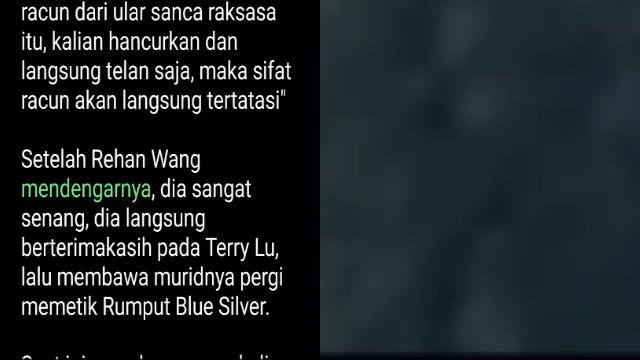 racun dari ular sanca raksasa
itu, kalian hancurkan dan
langsung telan saja, maka sifat
racun akan langsung tertatasi"
Setelah Rehan Wang
mendengarnya, dia sangat
senang, dia langsung
berterimakasih pada Terry Lu,
lalu membawa muridnya pergi
memetik Rumput Blue Silver.